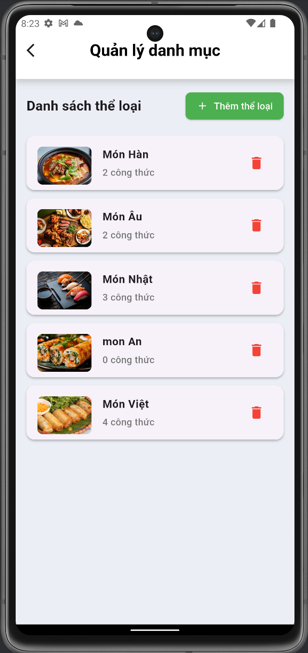 8:23
Quản lý danh mục
Danh sách thể loại
+ Thêm thể loại
Món Hàn
2 công thức
Món Âu
2 công thức
Món Nhật
3 công thức
mon An
0 công thức
Món Việt
4 công thức